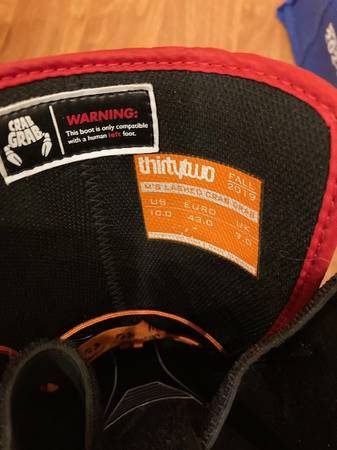 CRAB
GRAB
WARNING:
This boot is only compatible
with a human left foot.
thirtytwo
FALL
2019
M'S LASHED CRAB GRAB
US EURO UK
10.0 43.0 9.0